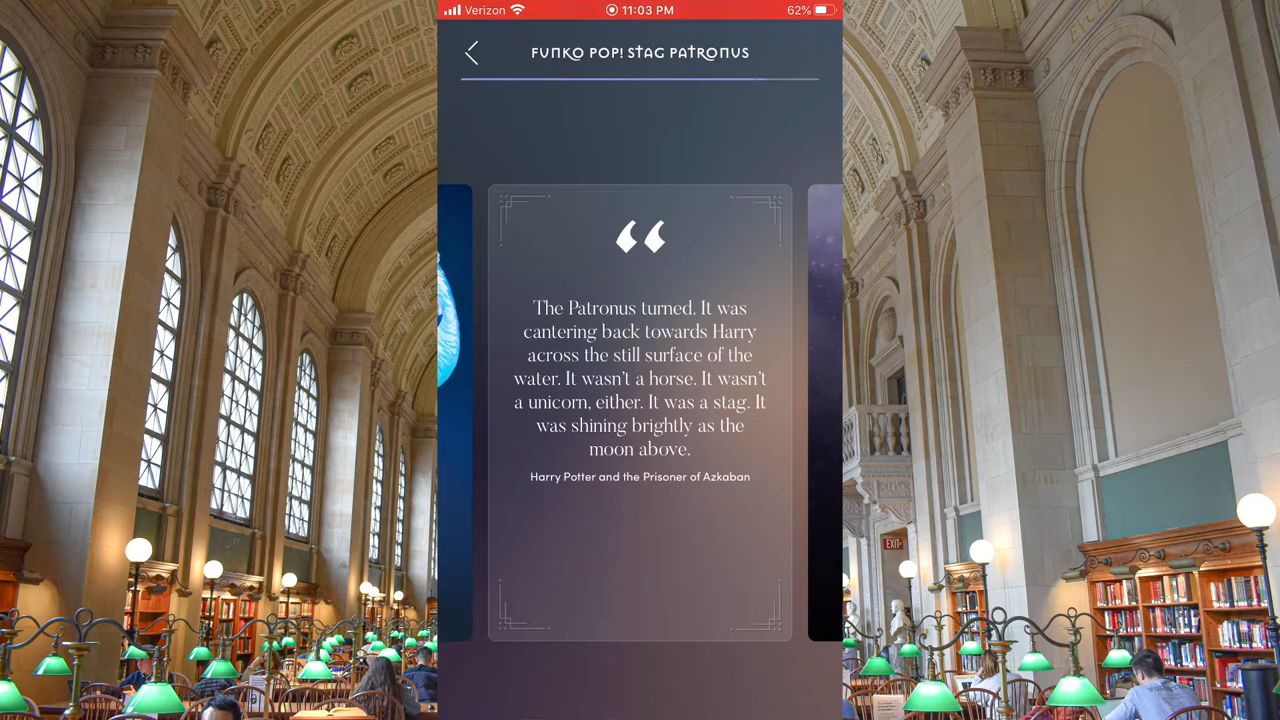 Verizon 11:03 PM 62%
FUNKO POP! STAG PATRONUS
“
The Patronus turned. It was
cantering back towards Harry
across the still surface of the
water. It wasn't a horse. It wasn't
a unicorn, either. It was a stag. It
was shining brightly as the
moon above.
Harry Potter and the Prisoner of Azkaban
EXIT